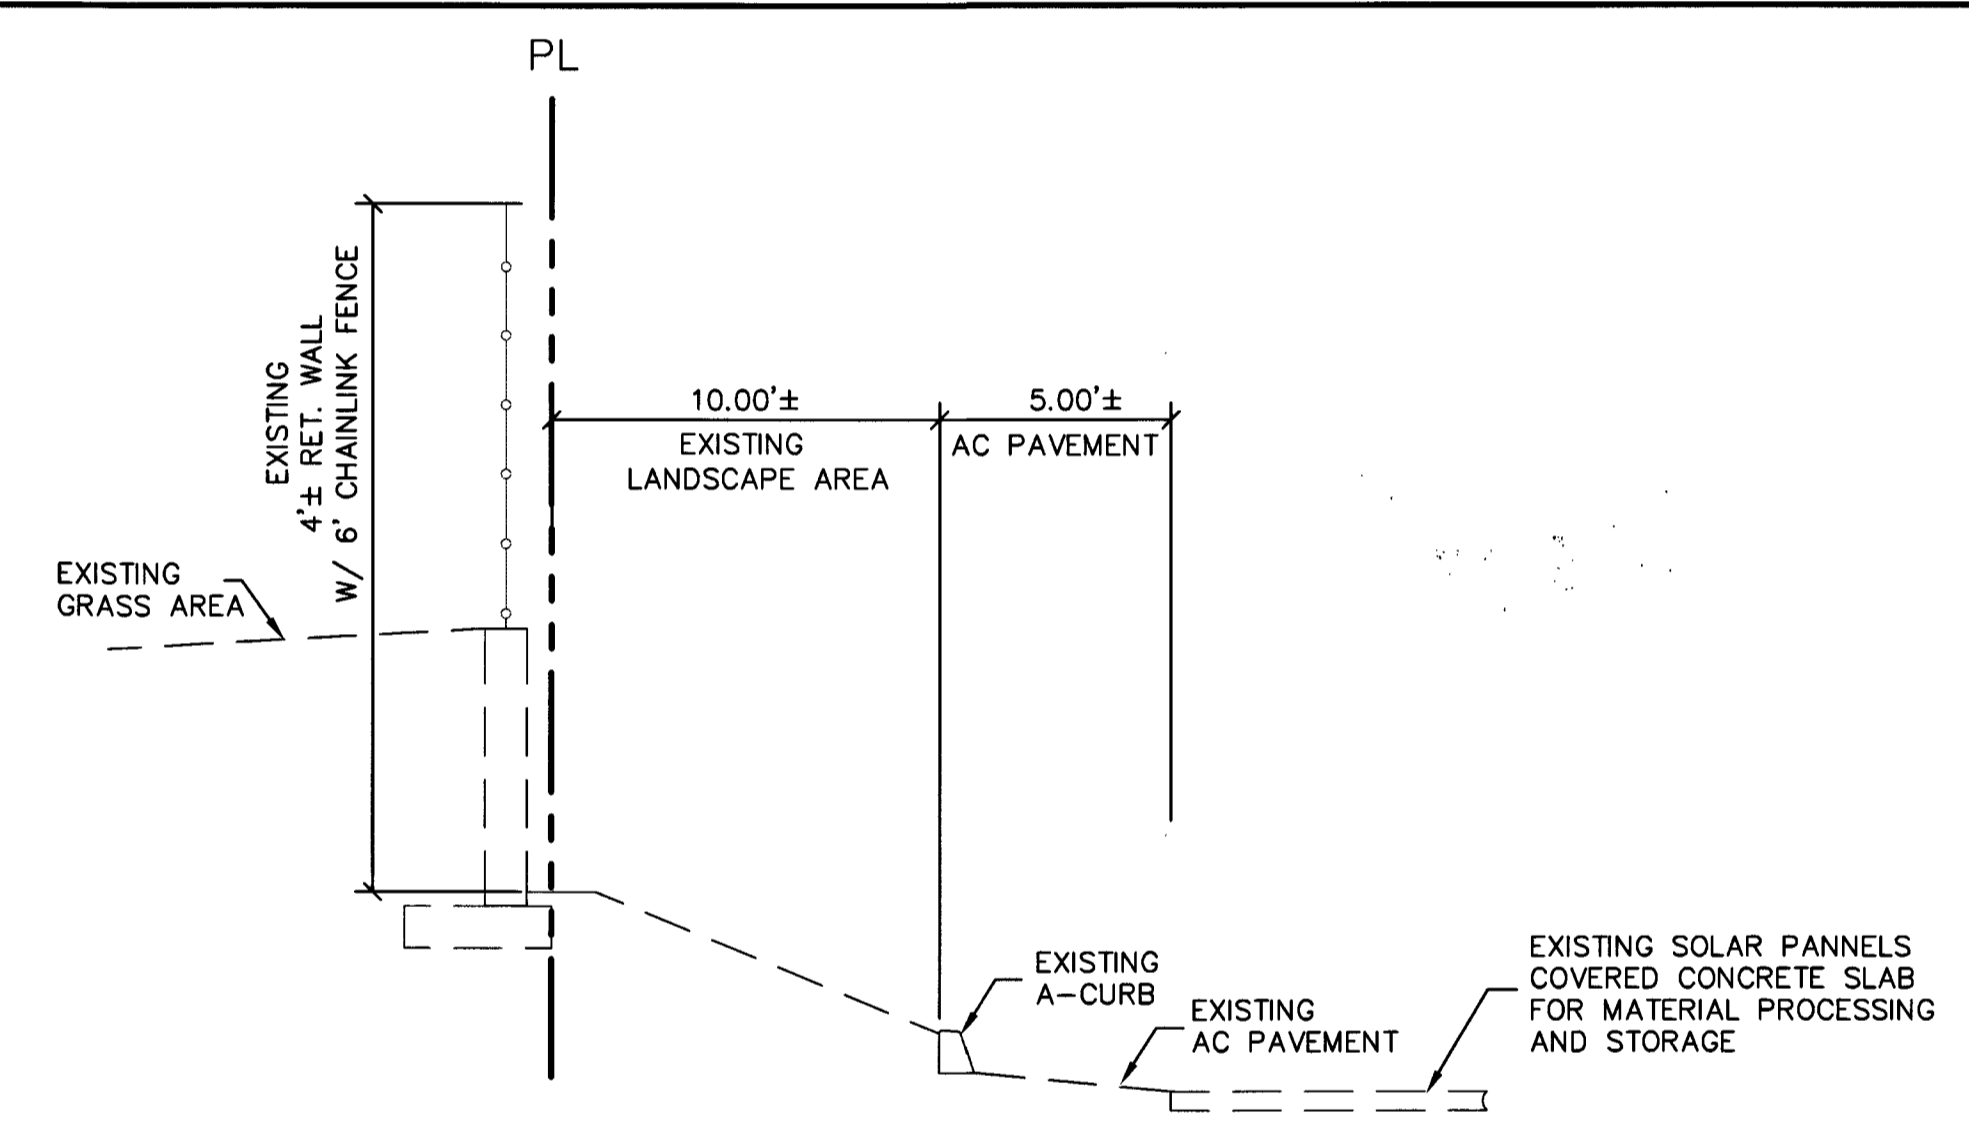 PL
EXISTING
4'± RET. WALL
W/ 6' CHAINLINK FENCE
10.00'±
EXISTING
LANDSCAPE AREA
5.00'±
AC PAVEMENT
EXISTING
GRASS AREA
EXISTING
A-CURB
EXISTING
AC PAVEMENT
EXISTING SOLAR PANNELS
COVERED CONCRETE SLAB
FOR MATERIAL PROCESSING
AND STORAGE